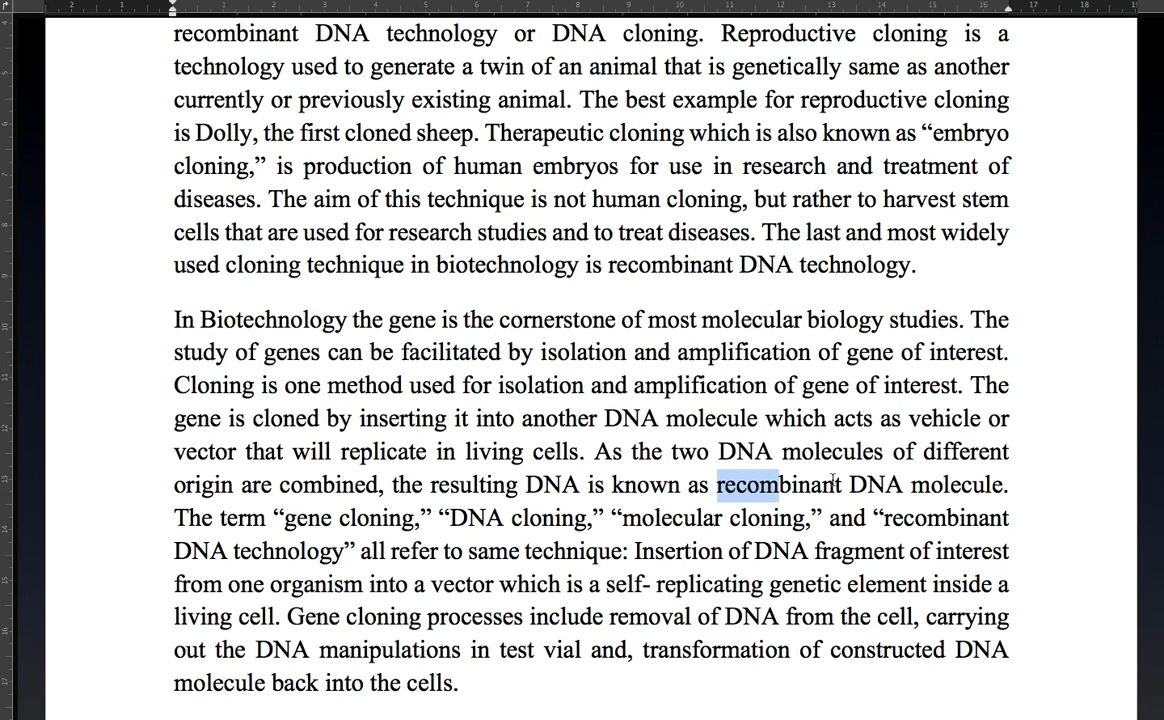 recombinant DNA technology or DNA cloning. Reproductive cloning is a
technology used to generate a twin of an animal that is genetically same as another
currently or previously existing animal. The best example for reproductive cloning
is Dolly, the first cloned sheep. Therapeutic cloning which is also known as “embryo
cloning,” is production of human embryos for use in research and treatment of
diseases. The aim of this technique is not human cloning, but rather to harvest stem
cells that are used for research studies and to treat diseases. The last and most widely
used cloning technique in biotechnology is recombinant DNA technology.
In Biotechnology the gene is the cornerstone of most molecular biology studies. The
study of genes can be facilitated by isolation and amplification of gene of interest.
Cloning is one method used for isolation and amplification of gene of interest. The
gene is cloned by inserting it into another DNA molecule which acts as vehicle or
vector that will replicate in living cells. As the two DNA molecules of different
origin are combined, the resulting DNA is known as recombinant DNA molecule.
The term “gene cloning,” “DNA cloning,” “molecular cloning,” and “recombinant
DNA technology” all refer to same technique: Insertion of DNA fragment of interest
from one organism into a vector which is a self- replicating genetic element inside a
living cell. Gene cloning processes include removal of DNA from the cell, carrying
out the DNA manipulations in test vial and, transformation of constructed DNA
molecule back into the cells.